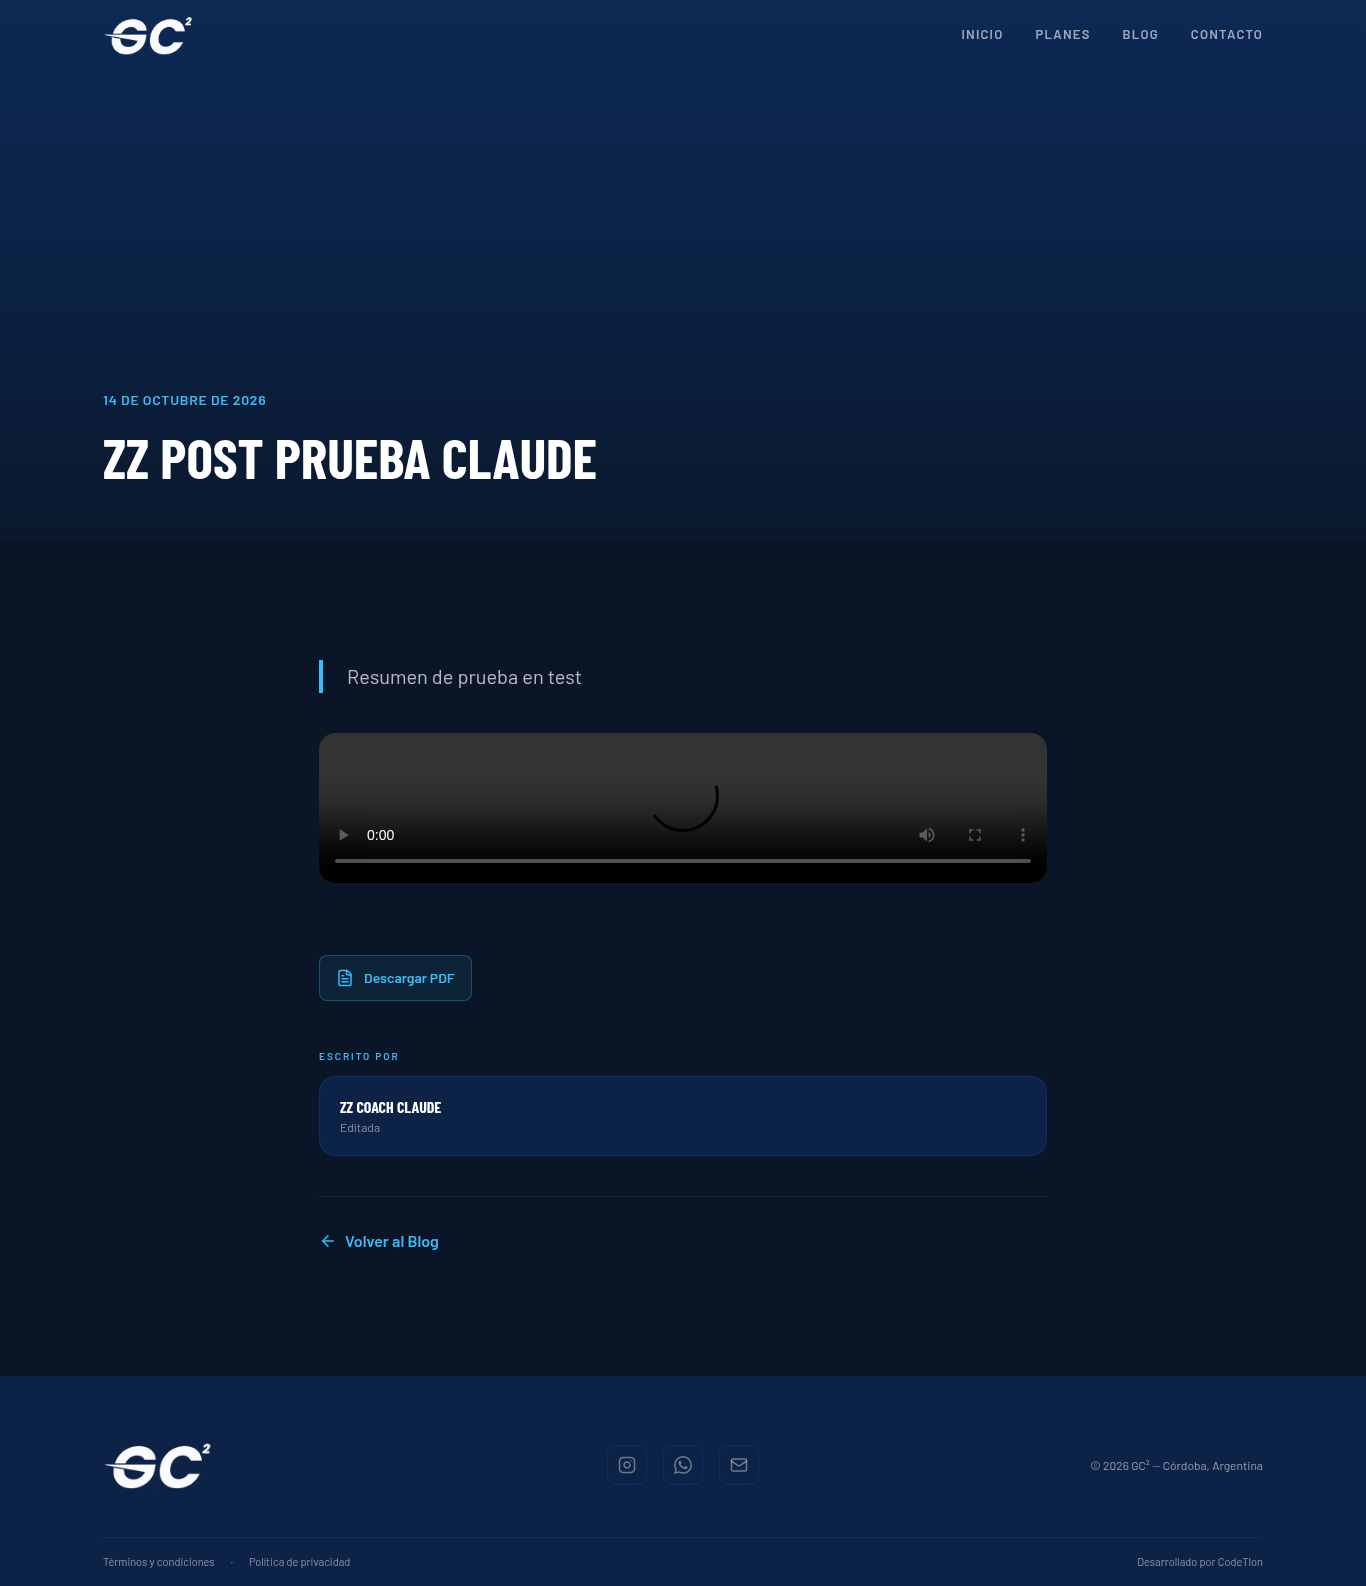 GC²
INICIO
PLANES
BLOG
CONTACTO
14 DE OCTUBRE DE 2026
ZZ POST PRUEBA CLAUDE
Resumen de prueba en test
0:00
Descargar PDF
ESCRITO POR
ZZ COACH CLAUDE
Editada
Volver al Blog
GC²
© 2026 GC² — Córdoba, Argentina
Términos y condiciones · Política de privacidad
Desarrollado por CodeTlon